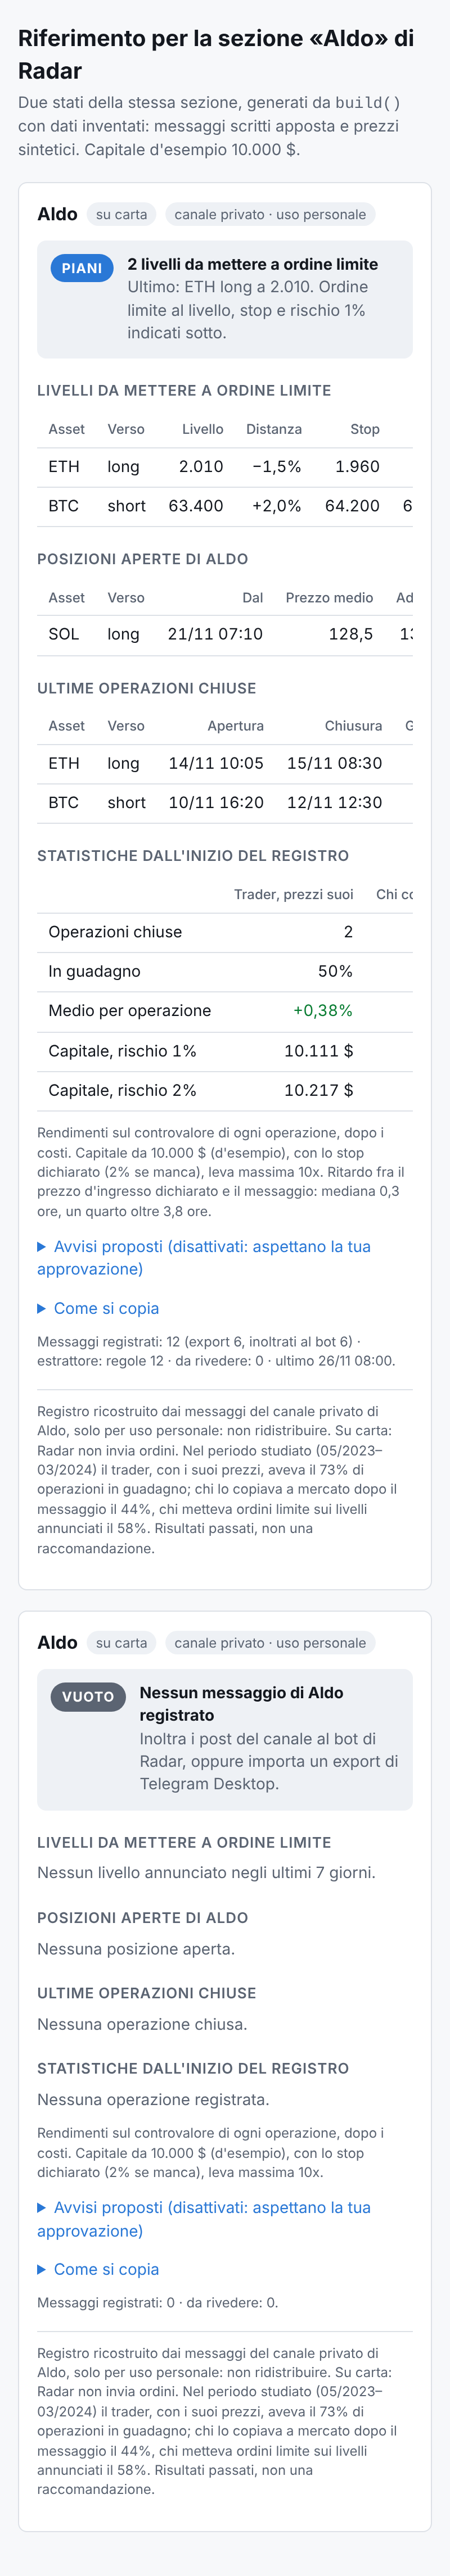 Riferimento per la sezione «Aldo» di
Radar
Due stati della stessa sezione, generati da build()
con dati inventati: messaggi scritti apposta e prezzi
sintetici. Capitale d'esempio 10.000 $.
Aldo su carta canale privato · uso personale
PIANI 2 livelli da mettere a ordine limite
Ultimo: ETH long a 2.010. Ordine
limite al livello, stop e rischio 1%
indicati sotto.
LIVELLI DA METTERE A ORDINE LIMITE
Asset Verso Livello Distanza Stop
ETH long 2.010 −1,5% 1.960
BTC short 63.400 +2,0% 64.200 6
POSIZIONI APERTE DI ALDO
Asset Verso Dal Prezzo medio Ad
SOL long 21/11 07:10 128,5
ULTIME OPERAZIONI CHIUSE
Asset Verso Apertura Chiusura
ETH long 14/11 10:05 15/11 08:30
BTC short 10/11 16:20 12/11 12:30
STATISTICHE DALL'INIZIO DEL REGISTRO
Trader, prezzi suoi Chi
Operazioni chiuse 2
In guadagno 50%
Medio per operazione +0,38%
Capitale, rischio 1% 10.111 $
Capitale, rischio 2% 10.217 $
Rendimenti sul controvalore di ogni operazione, dopo i
costi. Capitale da 10.000 $ (d'esempio), con lo stop
dichiarato (2% se manca), leva massima 10x. Ritardo fra il
prezzo d'ingresso dichiarato e il messaggio: mediana 0,3
ore, un quarto oltre 3,8 ore.
▶ Avvisi proposti (disattivati: aspettano la tua
approvazione)
▶ Come si copia
Messaggi registrati: 12 (export 6, inoltrati al bot 6) ·
estrattore: regole 12 · da rivedere: 0 · ultimo 26/11 08:00.
Registro ricostruito dai messaggi del canale privato di
Aldo, solo per uso personale: non ridistribuire. Su carta:
Radar non invia ordini. Nel periodo studiato (05/2023–
03/2024) il trader, con i suoi prezzi, aveva il 73% di
operazioni in guadagno; chi lo copiava a mercato dopo il
messaggio il 44%, chi metteva ordini limite sui livelli
annunciati il 58%. Risultati passati, non una
raccomandazione.
Aldo su carta canale privato · uso personale
VUOTO Nessun messaggio di Aldo
registrato
Inoltra i post del canale al bot di
Radar, oppure importa un export di
Telegram Desktop.
LIVELLI DA METTERE A ORDINE LIMITE
Nessun livello annunciato negli ultimi 7 giorni.
POSIZIONI APERTE DI ALDO
Nessuna posizione aperta.
ULTIME OPERAZIONI CHIUSE
Nessuna operazione chiusa.
STATISTICHE DALL'INIZIO DEL REGISTRO
Nessuna operazione registrata.
Rendimenti sul controvalore di ogni operazione, dopo i
costi. Capitale da 10.000 $ (d'esempio), con lo stop
dichiarato (2% se manca), leva massima 10x.
▶ Avvisi proposti (disattivati: aspettano la tua
approvazione)
▶ Come si copia
Messaggi registrati: 0 · da rivedere: 0.
Registro ricostruito dai messaggi del canale privato di
Aldo, solo per uso personale: non ridistribuire. Su carta:
Radar non invia ordini. Nel periodo studiato (05/2023–
03/2024) il trader, con i suoi prezzi, aveva il 73% di
operazioni in guadagno; chi lo copiava a mercato dopo il
messaggio il 44%, chi metteva ordini limite sui livelli
annunciati il 58%. Risultati passati, non una
raccomandazione.